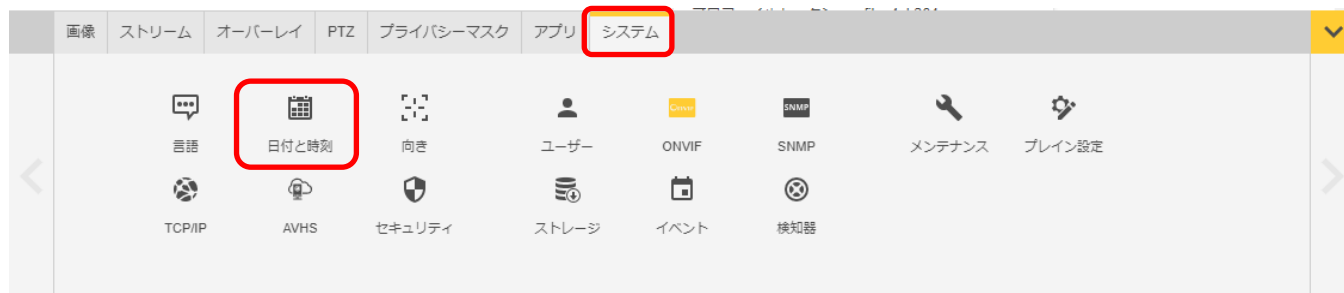 画像 ストリーム オーバーレイ PTZ プライバシーマスク アプリ システム
言語 日付と時刻 向き ユーザー ONVIF SNMP メンテナンス プレイン設定
TCP/IP AVHS セキュリティ ストレージ イベント 検知器